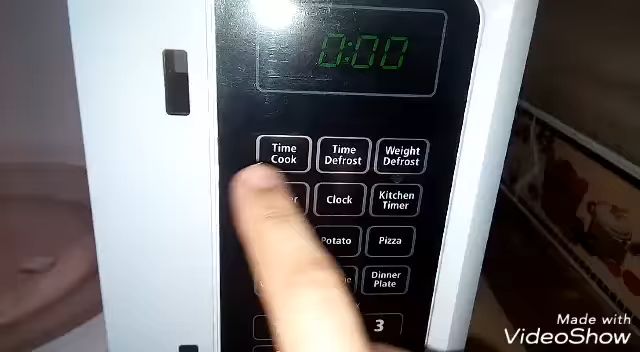 0:00
Time Cook
Time Defrost
Weight Defrost
Clock
Kitchen Timer
Potato
Pizza
Dinner Plate
3
Made with
VideoShow